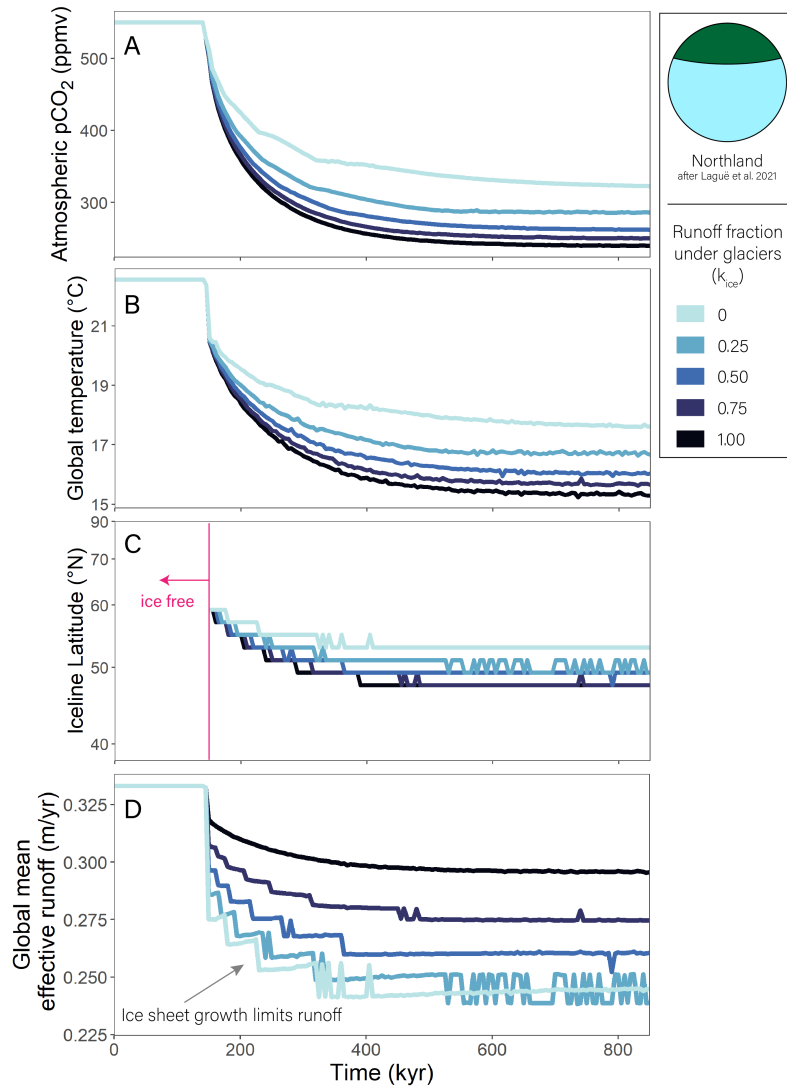 A
Atmospheric pCO2 (ppmv)
500
400
300
B
Global temperature (°C)
21
19
17
15
C
Iceline Latitude (°N)
90
70
60
50
40
ice free
D
Global mean
effective runoff (m/yr)
0.325
0.300
0.275
0.250
0.225
Ice sheet growth limits runoff
0
200
400
600
800
Time (kyr)
Northland
after Laguë et al. 2021
Runoff fraction
under glaciers
(kice)
0
0.25
0.50
0.75
1.00